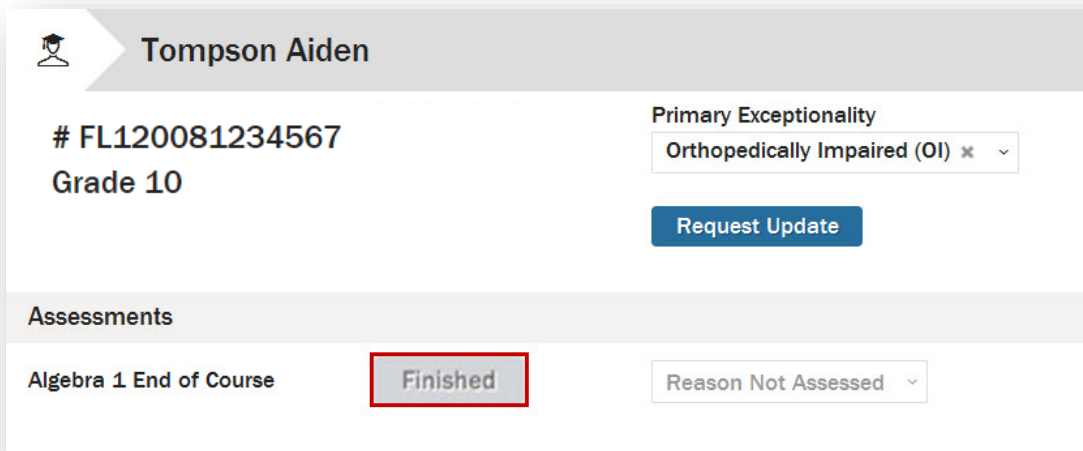 Tompson Aiden
# FL120081234567
Grade 10
Primary Exceptionality
Orthopedically Impaired (OI)
Request Update
Assessments
Algebra 1 End of Course
Finished
Reason Not Assessed